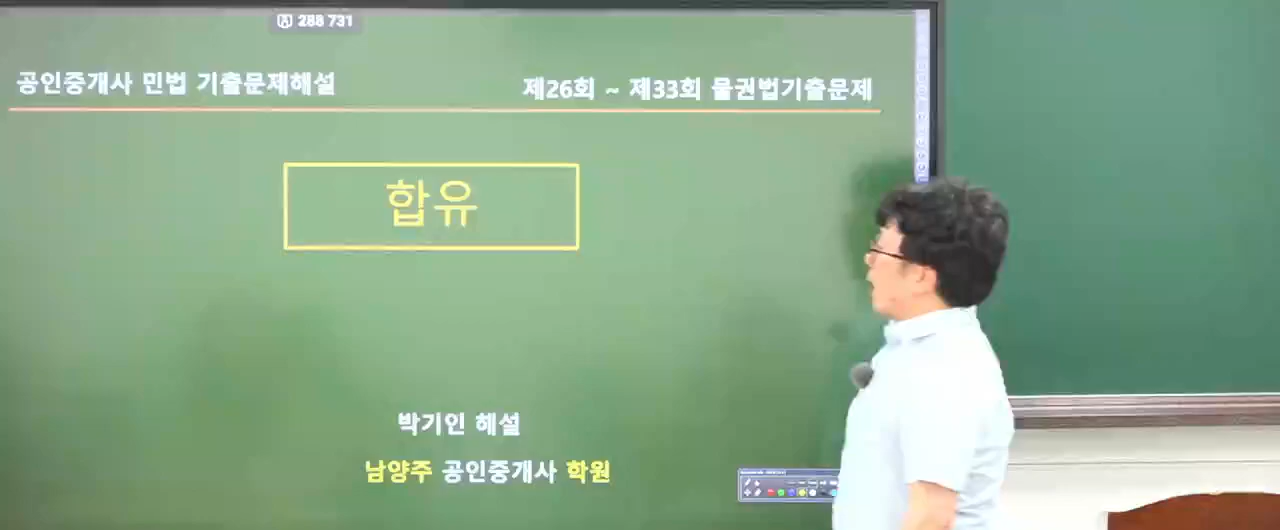 288 731
공인중개사 민법 기출문제해설
제26회 ~ 제33회 물권법기출문제
합유
박기인 해설
남양주 공인중개사 학원